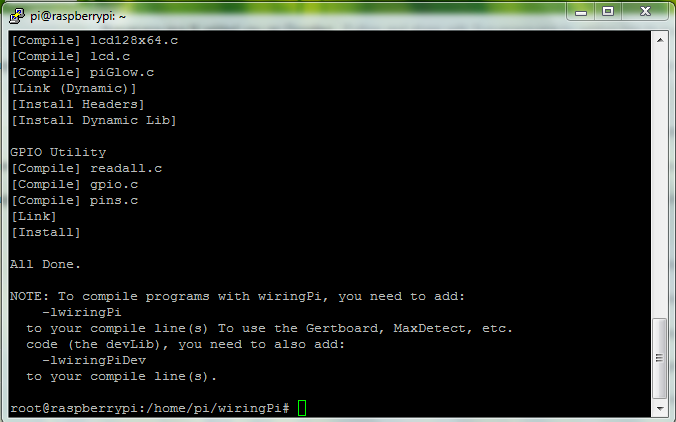 pi@raspberrypi: ~
[Compile] lcd128x64.c
[Compile] lcd.c
[Compile] piGlow.c
[Link (Dynamic)]
[Install Headers]
[Install Dynamic Lib]
GPIO Utility
[Compile] readall.c
[Compile] gpio.c
[Compile] pins.c
[Link]
[Install]
All Done.
NOTE: To compile programs with wiringPi, you need to add:
-lwiringPi
to your compile line(s) To use the Gertboard, MaxDetect, etc.
code (the devLib), you need to also add:
-lwiringPiDev
to your compile line(s).
root@raspberrypi:/home/pi/wiringPi#